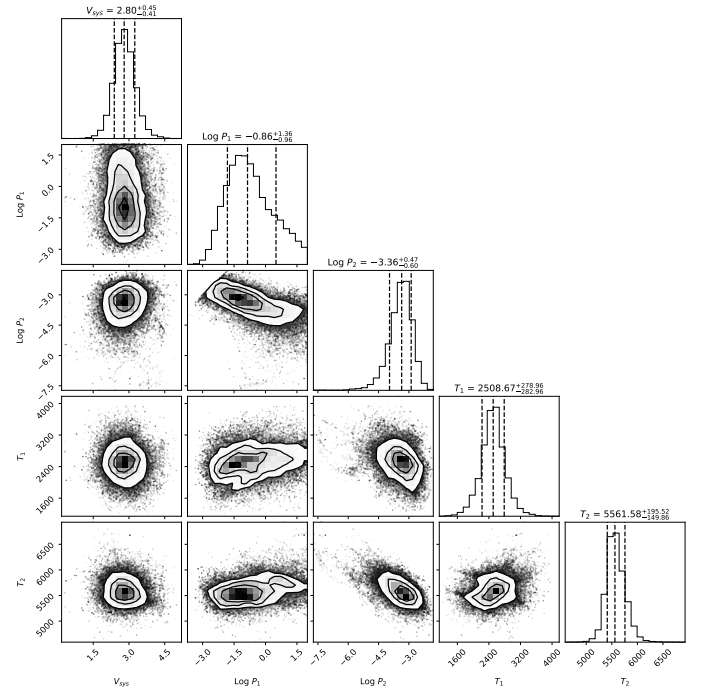 V_sys = 2.80 +0.45 −0.41
Log P_1 = −0.86 +1.36 −0.96
1.5
0.0
−1.5
−3.0
Log P_1
Log P_2 = −3.36 +0.47 −0.60
−3.0
−4.5
−6.0
−7.5
Log P_2
T_1 = 2508.67 +278.96 −282.96
4000
3200
2400
1600
T_1
T_2 = 5561.58 +195.52 −149.86
6500
6000
5500
5000
T_2
1.5 3.0 4.5 −3.0 −1.5 0.0 1.5 −7.5 −6.0 −4.5 −3.0 1600 2400 3200 4000 5000 5500 6000 6500
V_sys Log P_1 Log P_2 T_1 T_2